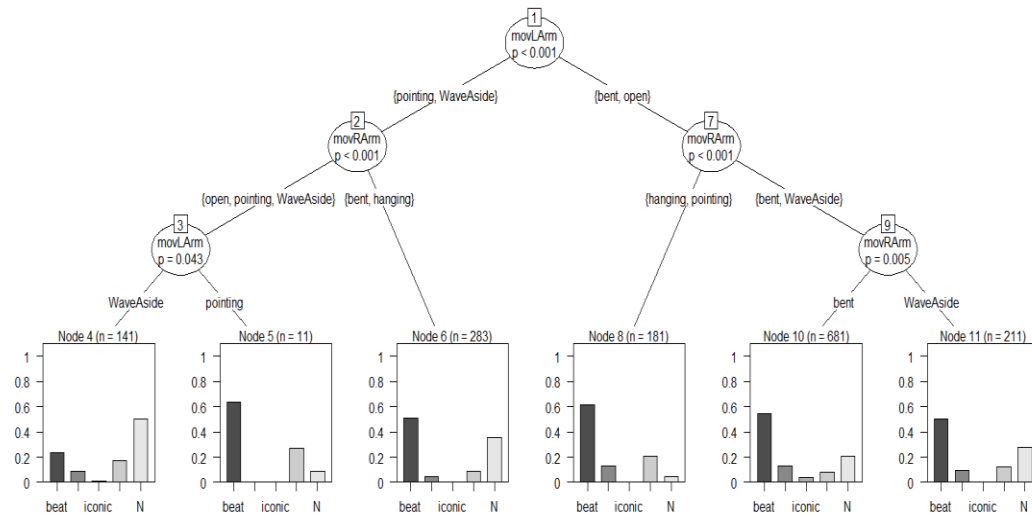 1
movLArm
p < 0.001
{pointing, WaveAside}
{bent, open}
2
movRArm
p < 0.001
7
movRArm
p < 0.001
{open, pointing, WaveAside}
{bent, hanging}
{hanging, pointing}
{bent, WaveAside}
3
movLArm
p = 0.043
9
movRArm
p = 0.005
WaveAside
pointing
bent
WaveAside
Node 4 (n = 141)
1
0.8
0.6
0.4
0.2
0
beat iconic N
Node 5 (n = 11)
1
0.8
0.6
0.4
0.2
0
beat iconic N
Node 6 (n = 283)
1
0.8
0.6
0.4
0.2
0
beat iconic N
Node 8 (n = 181)
1
0.8
0.6
0.4
0.2
0
beat iconic N
Node 10 (n = 681)
1
0.8
0.6
0.4
0.2
0
beat iconic N
Node 11 (n = 211)
1
0.8
0.6
0.4
0.2
0
beat iconic N